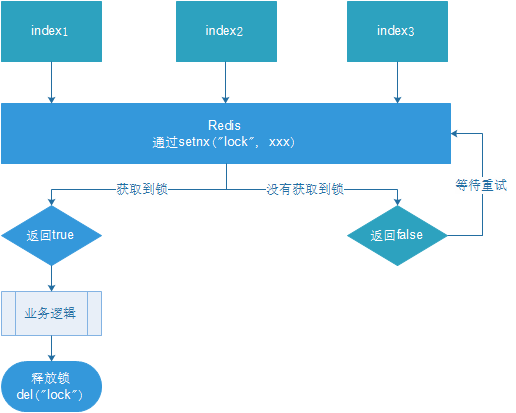 index1
index2
index3
Redis
通过setnx("lock", xxx)
获取到锁
没有获取到锁
等待重试
返回true
返回false
业务逻辑
释放锁
del("lock")